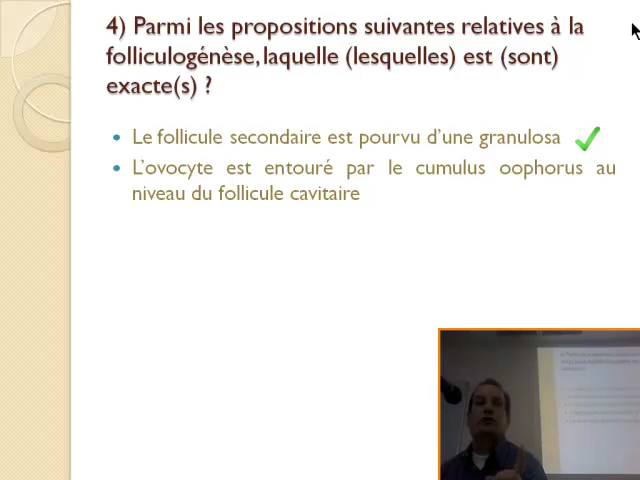 4) Parmi les propositions suivantes relatives à la
folliculogénèse, laquelle (lesquelles) est (sont)
exacte(s) ?
Le follicule secondaire est pourvu d'une granulosa
L'ovocyte est entouré par le cumulus oophorus au
niveau du follicule cavitaire